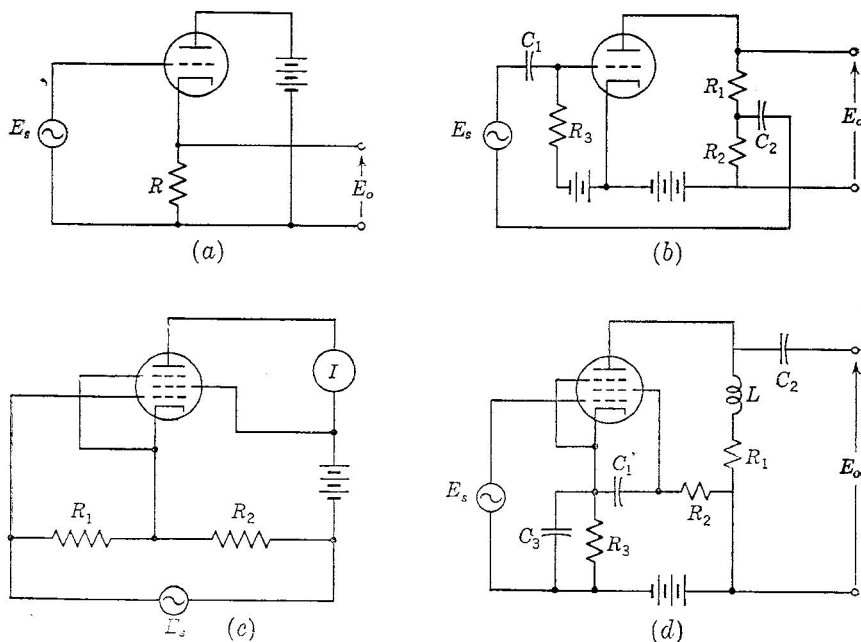 E_s
R
E_o
(a)
C_1
E_s
R_3
R_1
C_2
R_2
E_o
(b)
I
R_1
R_2
E_s
(c)
E_s
C_1
C_3
R_3
R_2
L
R_1
C_2
E_o
(d)